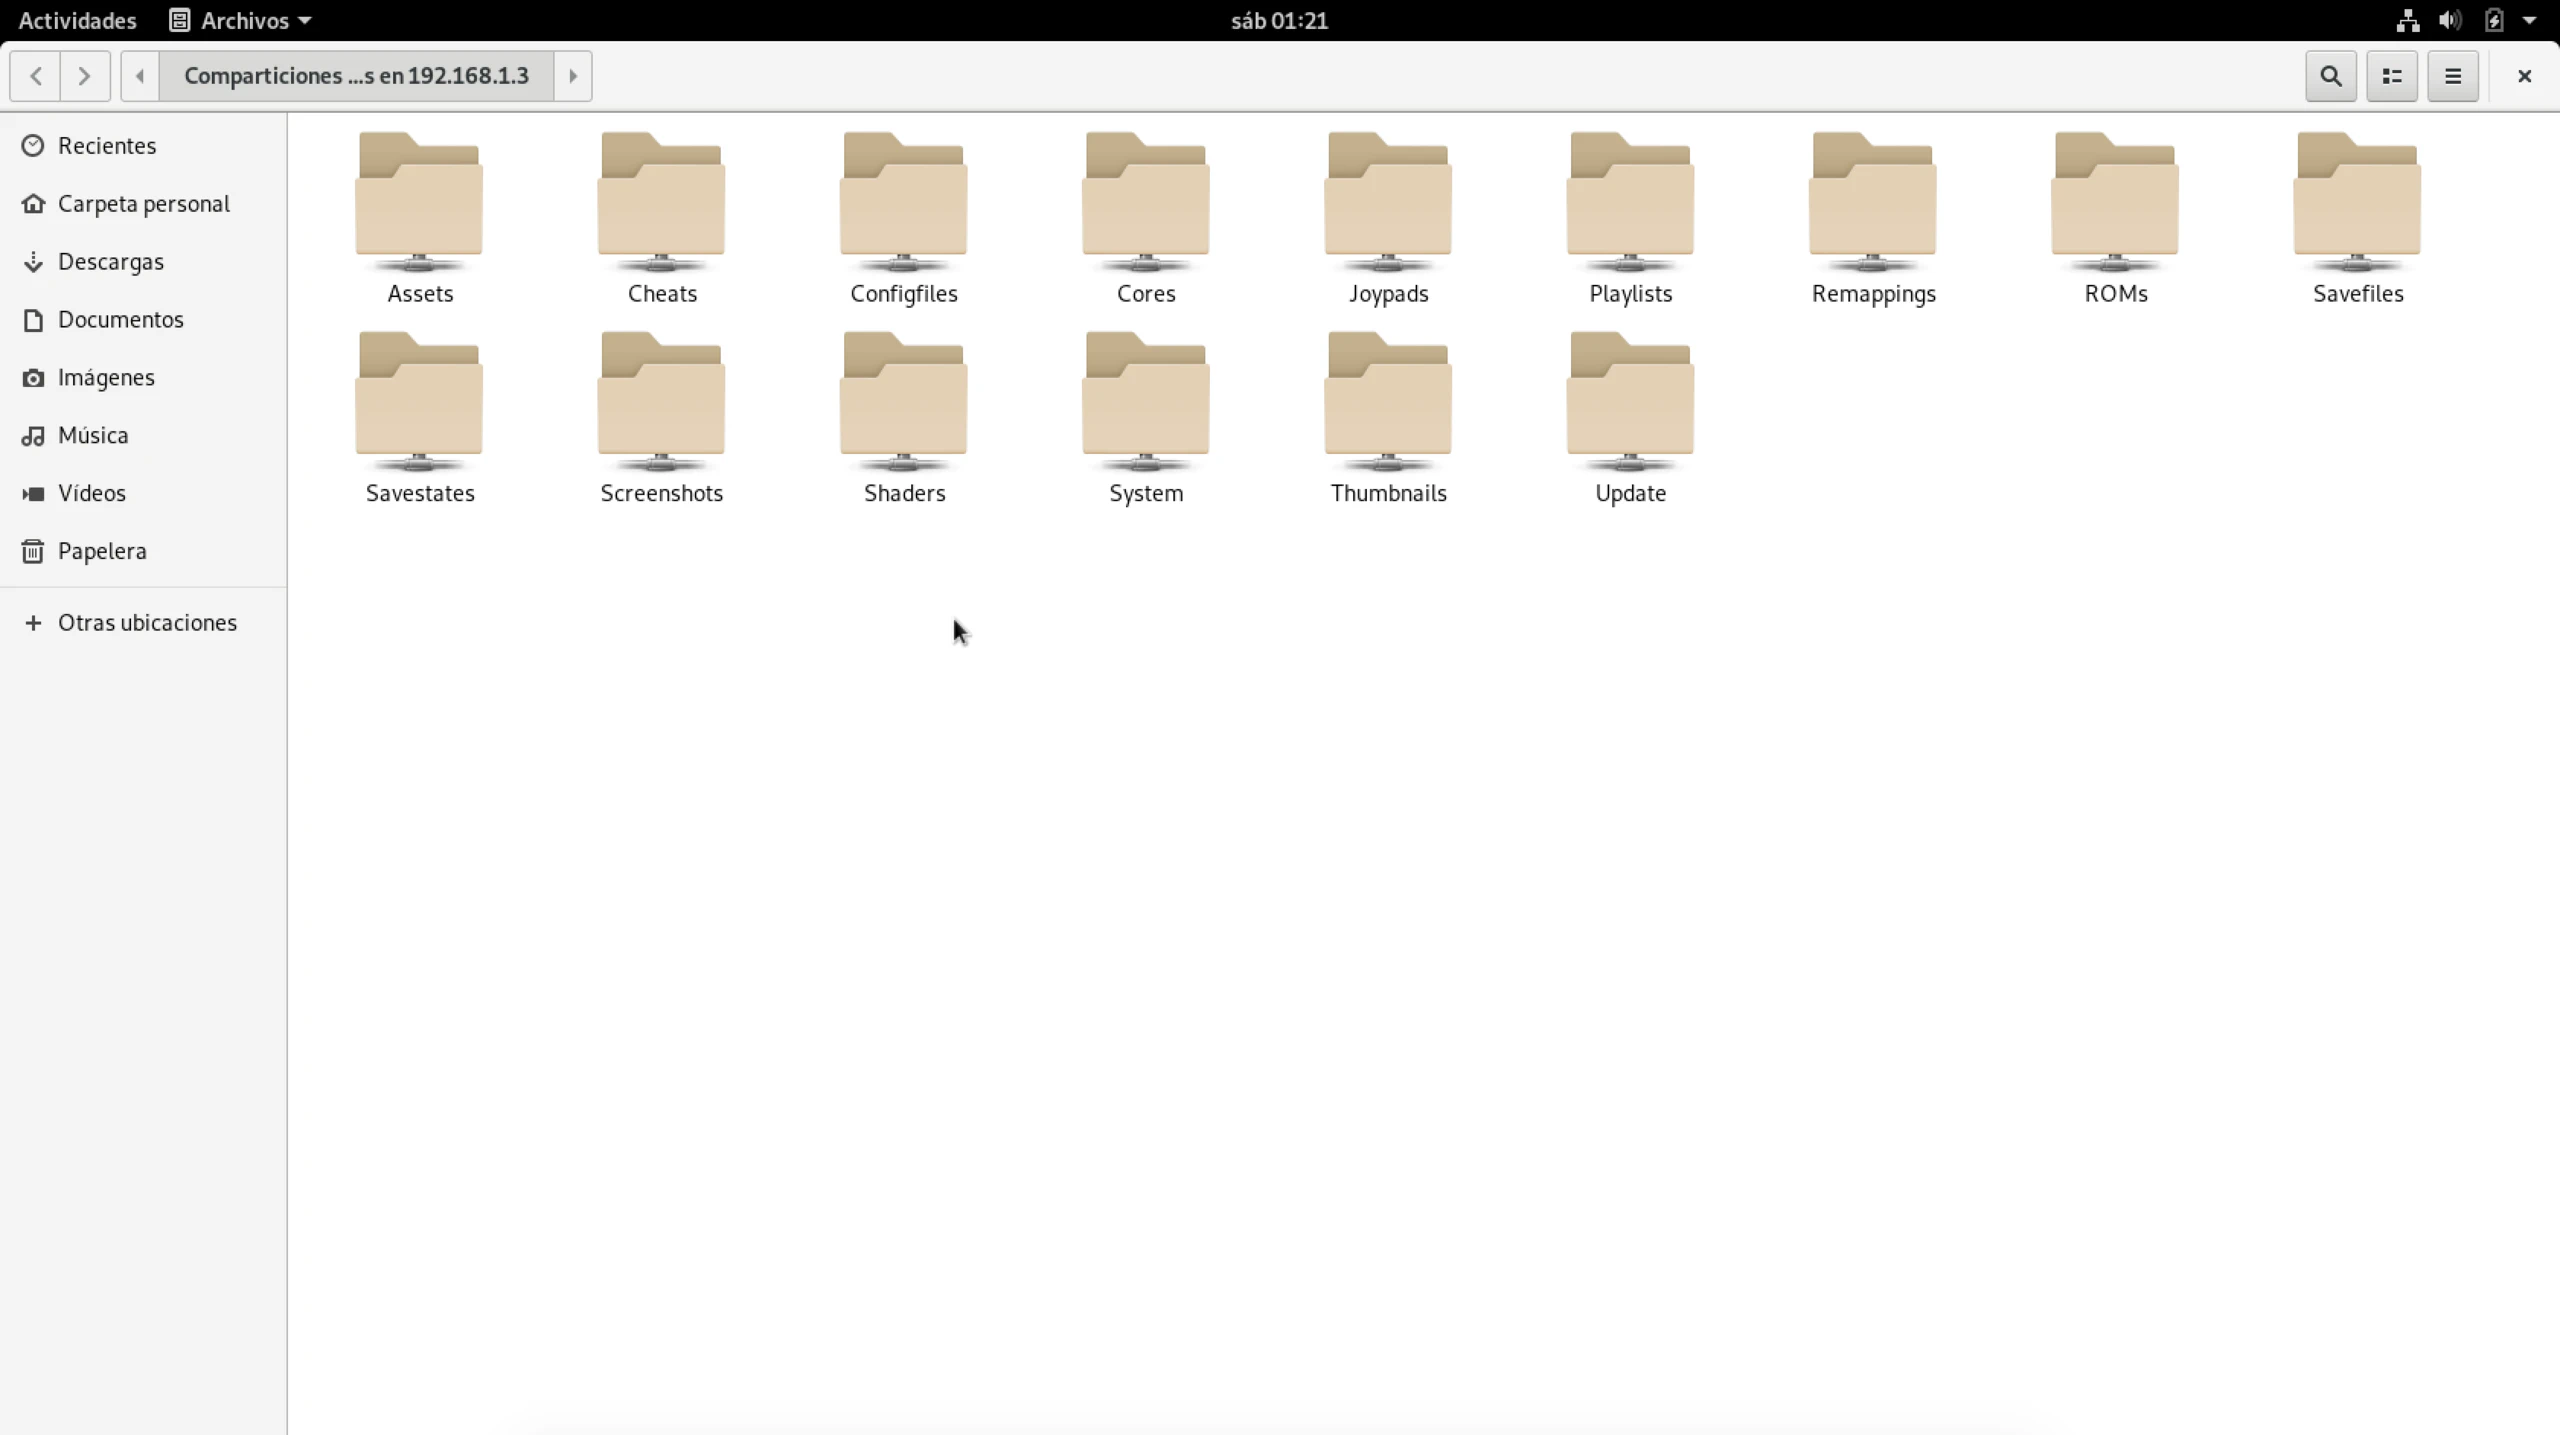 Actividades Archivos sáb 01:21
Comparticiones ...s en 192.168.1.3
Recientes
Carpeta personal
Descargas
Documentos
Imágenes
Música
Vídeos
Papelera
Otras ubicaciones
Assets Cheats Configfiles Cores Joypads Playlists Remappings ROMs Savefiles
Savestates Screenshots Shaders System Thumbnails Update